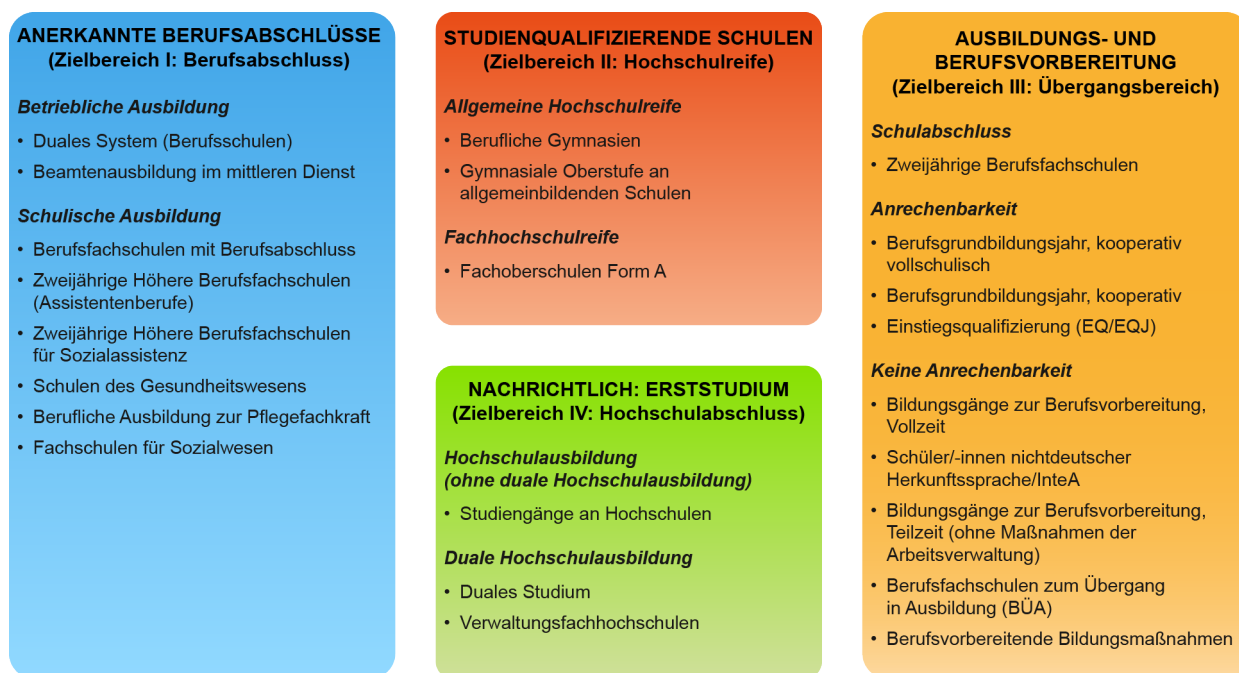 ANERKANNTE BERUFSABSCHLÜSSE
(Zielbereich I: Berufsabschluss)
Betriebliche Ausbildung
• Duales System (Berufsschulen)
• Beamtenausbildung im mittleren Dienst
Schulische Ausbildung
• Berufsfachschulen mit Berufsabschluss
• Zweijährige Höhere Berufsfachschulen
(Assistentenberufe)
• Zweijährige Höhere Berufsfachschulen
für Sozialassistenz
• Schulen des Gesundheitswesens
• Berufliche Ausbildung zur Pflegefachkraft
• Fachschulen für Sozialwesen
STUDIENQUALIFIZIERENDE SCHULEN
(Zielbereich II: Hochschulreife)
Allgemeine Hochschulreife
• Berufliche Gymnasien
• Gymnasiale Oberstufe an
allgemeinbildenden Schulen
Fachhochschulreife
• Fachoberschulen Form A
NACHRICHTLICH: ERSTSTUDIUM
(Zielbereich IV: Hochschulabschluss)
Hochschulausbildung
(ohne duale Hochschulausbildung)
• Studiengänge an Hochschulen
Duale Hochschulausbildung
• Duales Studium
• Verwaltungsfachhochschulen
AUSBILDUNGS- UND
BERUFSVORBEREITUNG
(Zielbereich III: Übergangsbereich)
Schulabschluss
• Zweijährige Berufsfachschulen
Anrechenbarkeit
• Berufsgrundbildungsjahr, kooperativ
vollschulisch
• Berufsgrundbildungsjahr, kooperativ
• Einstiegsqualifizierung (EQ/EQJ)
Keine Anrechenbarkeit
• Bildungsgänge zur Berufsvorbereitung,
Vollzeit
• Schüler/-innen nichtdeutscher
Herkunftssprache/InteA
• Bildungsgänge zur Berufsvorbereitung,
Teilzeit (ohne Maßnahmen der
Arbeitsverwaltung)
• Berufsfachschulen zum Übergang
in Ausbildung (BÜA)
• Berufsvorbereitende Bildungsmaßnahmen